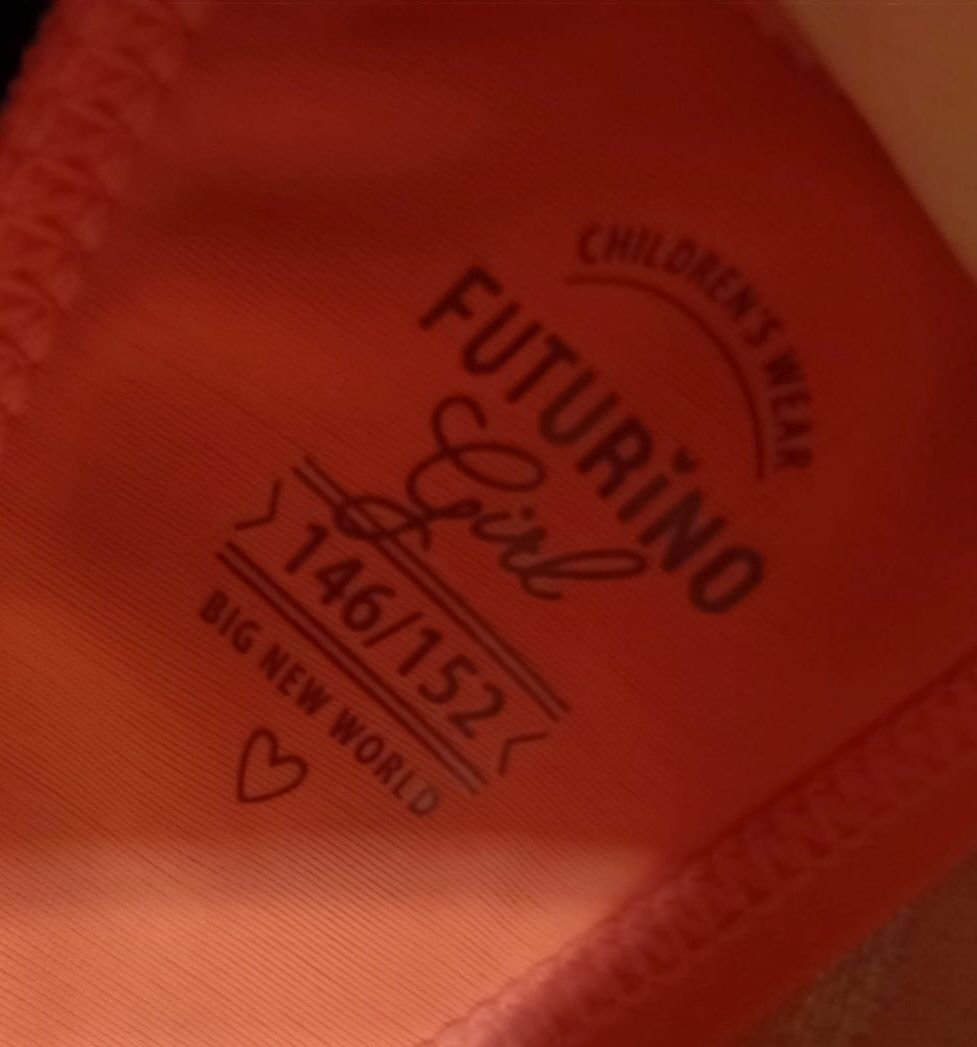 CHILDREN'S WEAR
FUTURiNO
Girl
146/152
BIG NEW WORLD